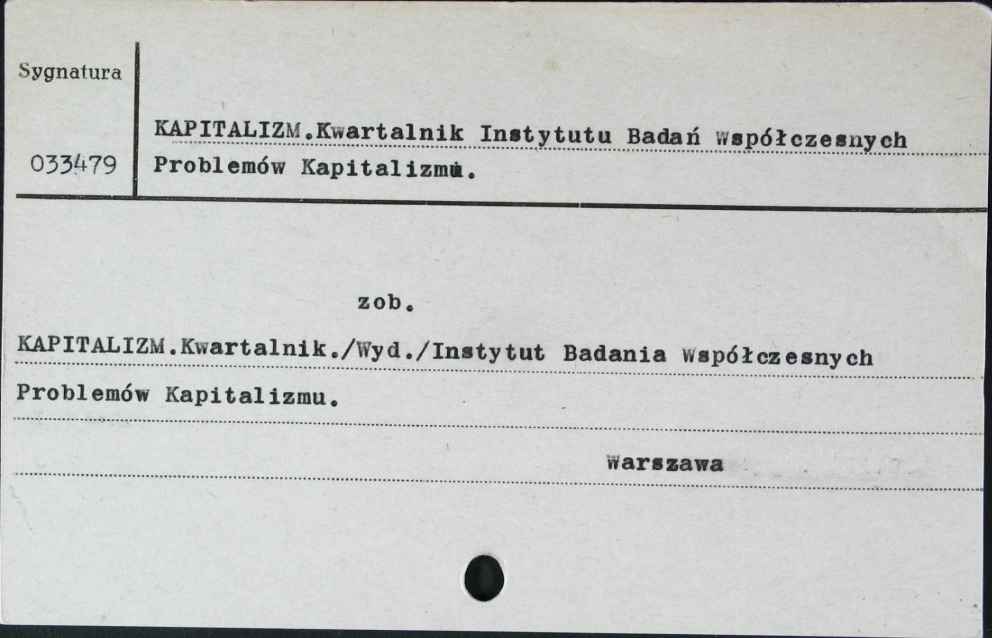 Sygnatura
KAPITALIZM.Kwartalnik Instytutu Badań Współczesnych
033479 Problemów Kapitalizmu.
zob.
KAPITALIZM.Kwartalnik./Wyd./Instytut Badania Współczesnych
Problemów Kapitalizmu.
Warszawa